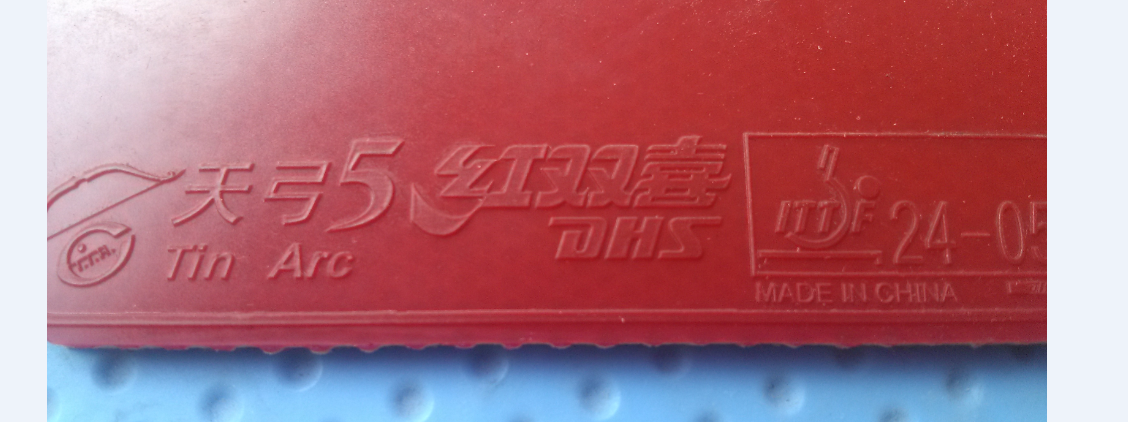 天弓5 红双喜
DHS
Tin Arc
ITTF 24-05
MADE IN CHINA